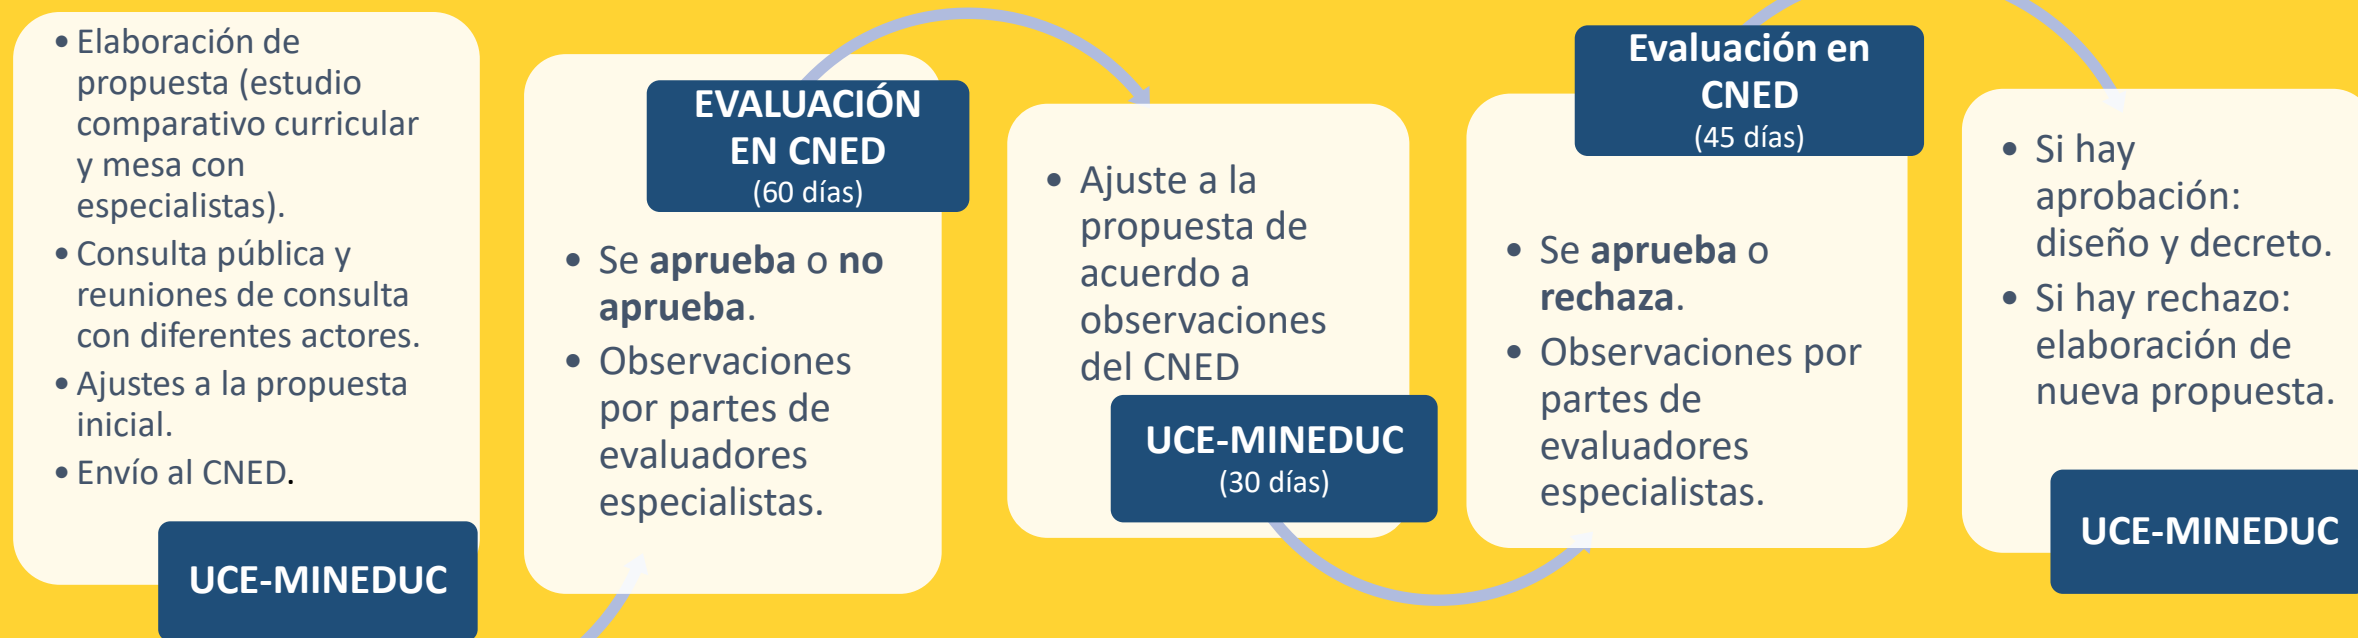 • Elaboración de
propuesta (estudio
comparativo curricular
y mesa con
especialistas).
• Consulta pública y
reuniones de consulta
con diferentes actores.
• Ajustes a la propuesta
inicial.
• Envío al CNED.
UCE-MINEDUC
EVALUACIÓN
EN CNED
(60 días)
• Se aprueba o no
aprueba.
• Observaciones
por partes de
evaluadores
especialistas.
• Ajuste a la
propuesta de
acuerdo a
observaciones
del CNED
UCE-MINEDUC
(30 días)
Evaluación en
CNED
(45 días)
• Se aprueba o
rechaza.
• Observaciones por
partes de
evaluadores
especialistas.
• Si hay
aprobación:
diseño y decreto.
• Si hay rechazo:
elaboración de
nueva propuesta.
UCE-MINEDUC